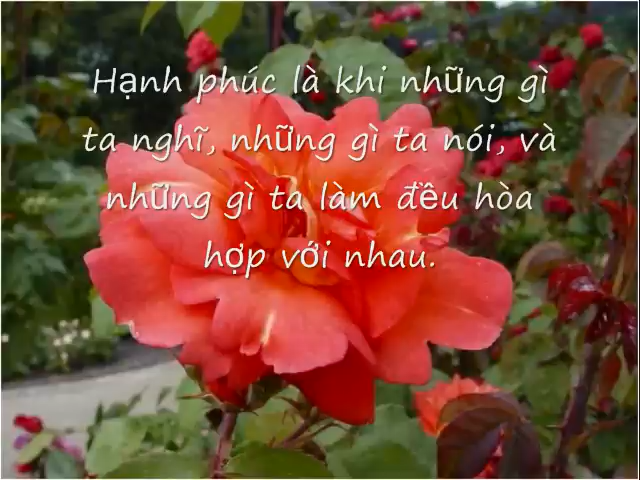 Hạnh phúc là khi những gì
ta nghĩ, những gì ta nói, và
những gì ta làm đều hòa
hợp với nhau.